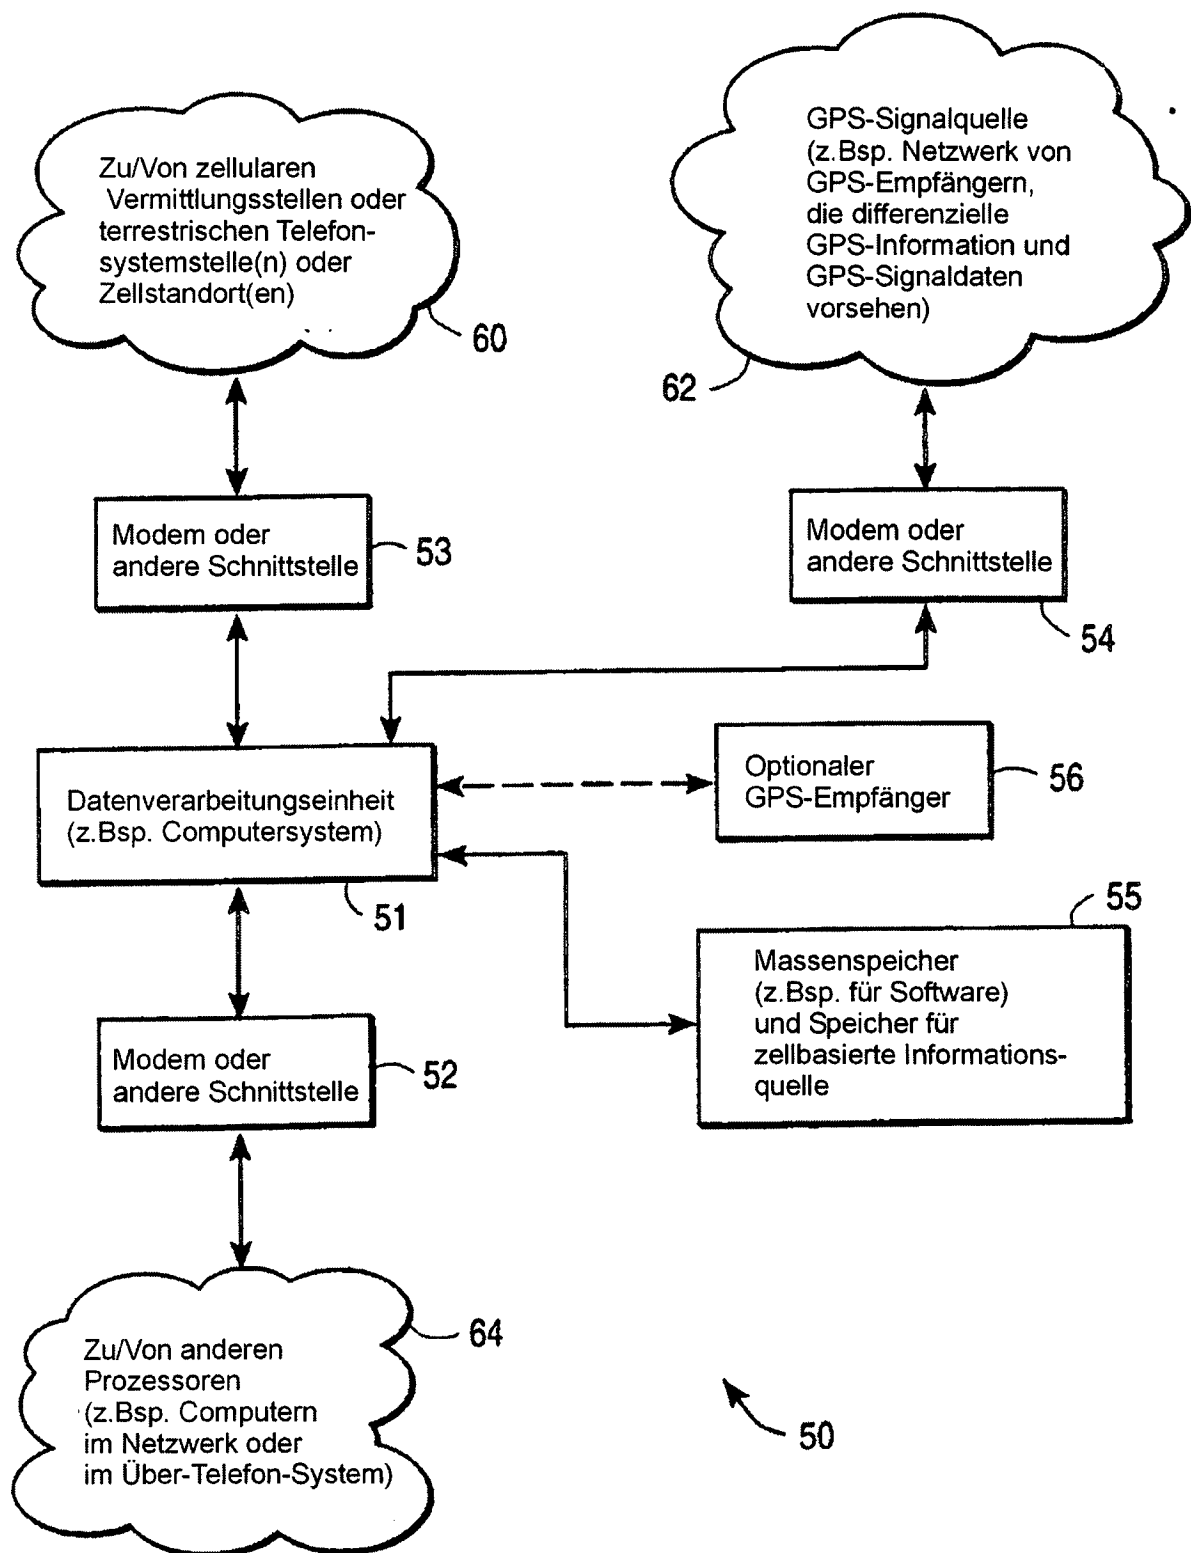 Zu/Von zellularen
Vermittlungsstellen oder
terrestrischen Telefon-
systemstelle(n) oder
Zellstandort(en)
60
GPS-Signalquelle
(z.Bsp. Netzwerk von
GPS-Empfängern,
die differenzielle
GPS-Information und
GPS-Signaldaten
vorsehen)
62
Modem oder
andere Schnittstelle
53
Modem oder
andere Schnittstelle
54
Datenverarbeitungseinheit
(z.Bsp. Computersystem)
51
Optionaler
GPS-Empfänger
56
55
Massenspeicher
(z.Bsp. für Software)
und Speicher für
zellbasierte Informations-
quelle
Modem oder
andere Schnittstelle
52
Zu/Von anderen
Prozessoren
(z.Bsp. Computern
im Netzwerk oder
im Über-Telefon-System)
64
50